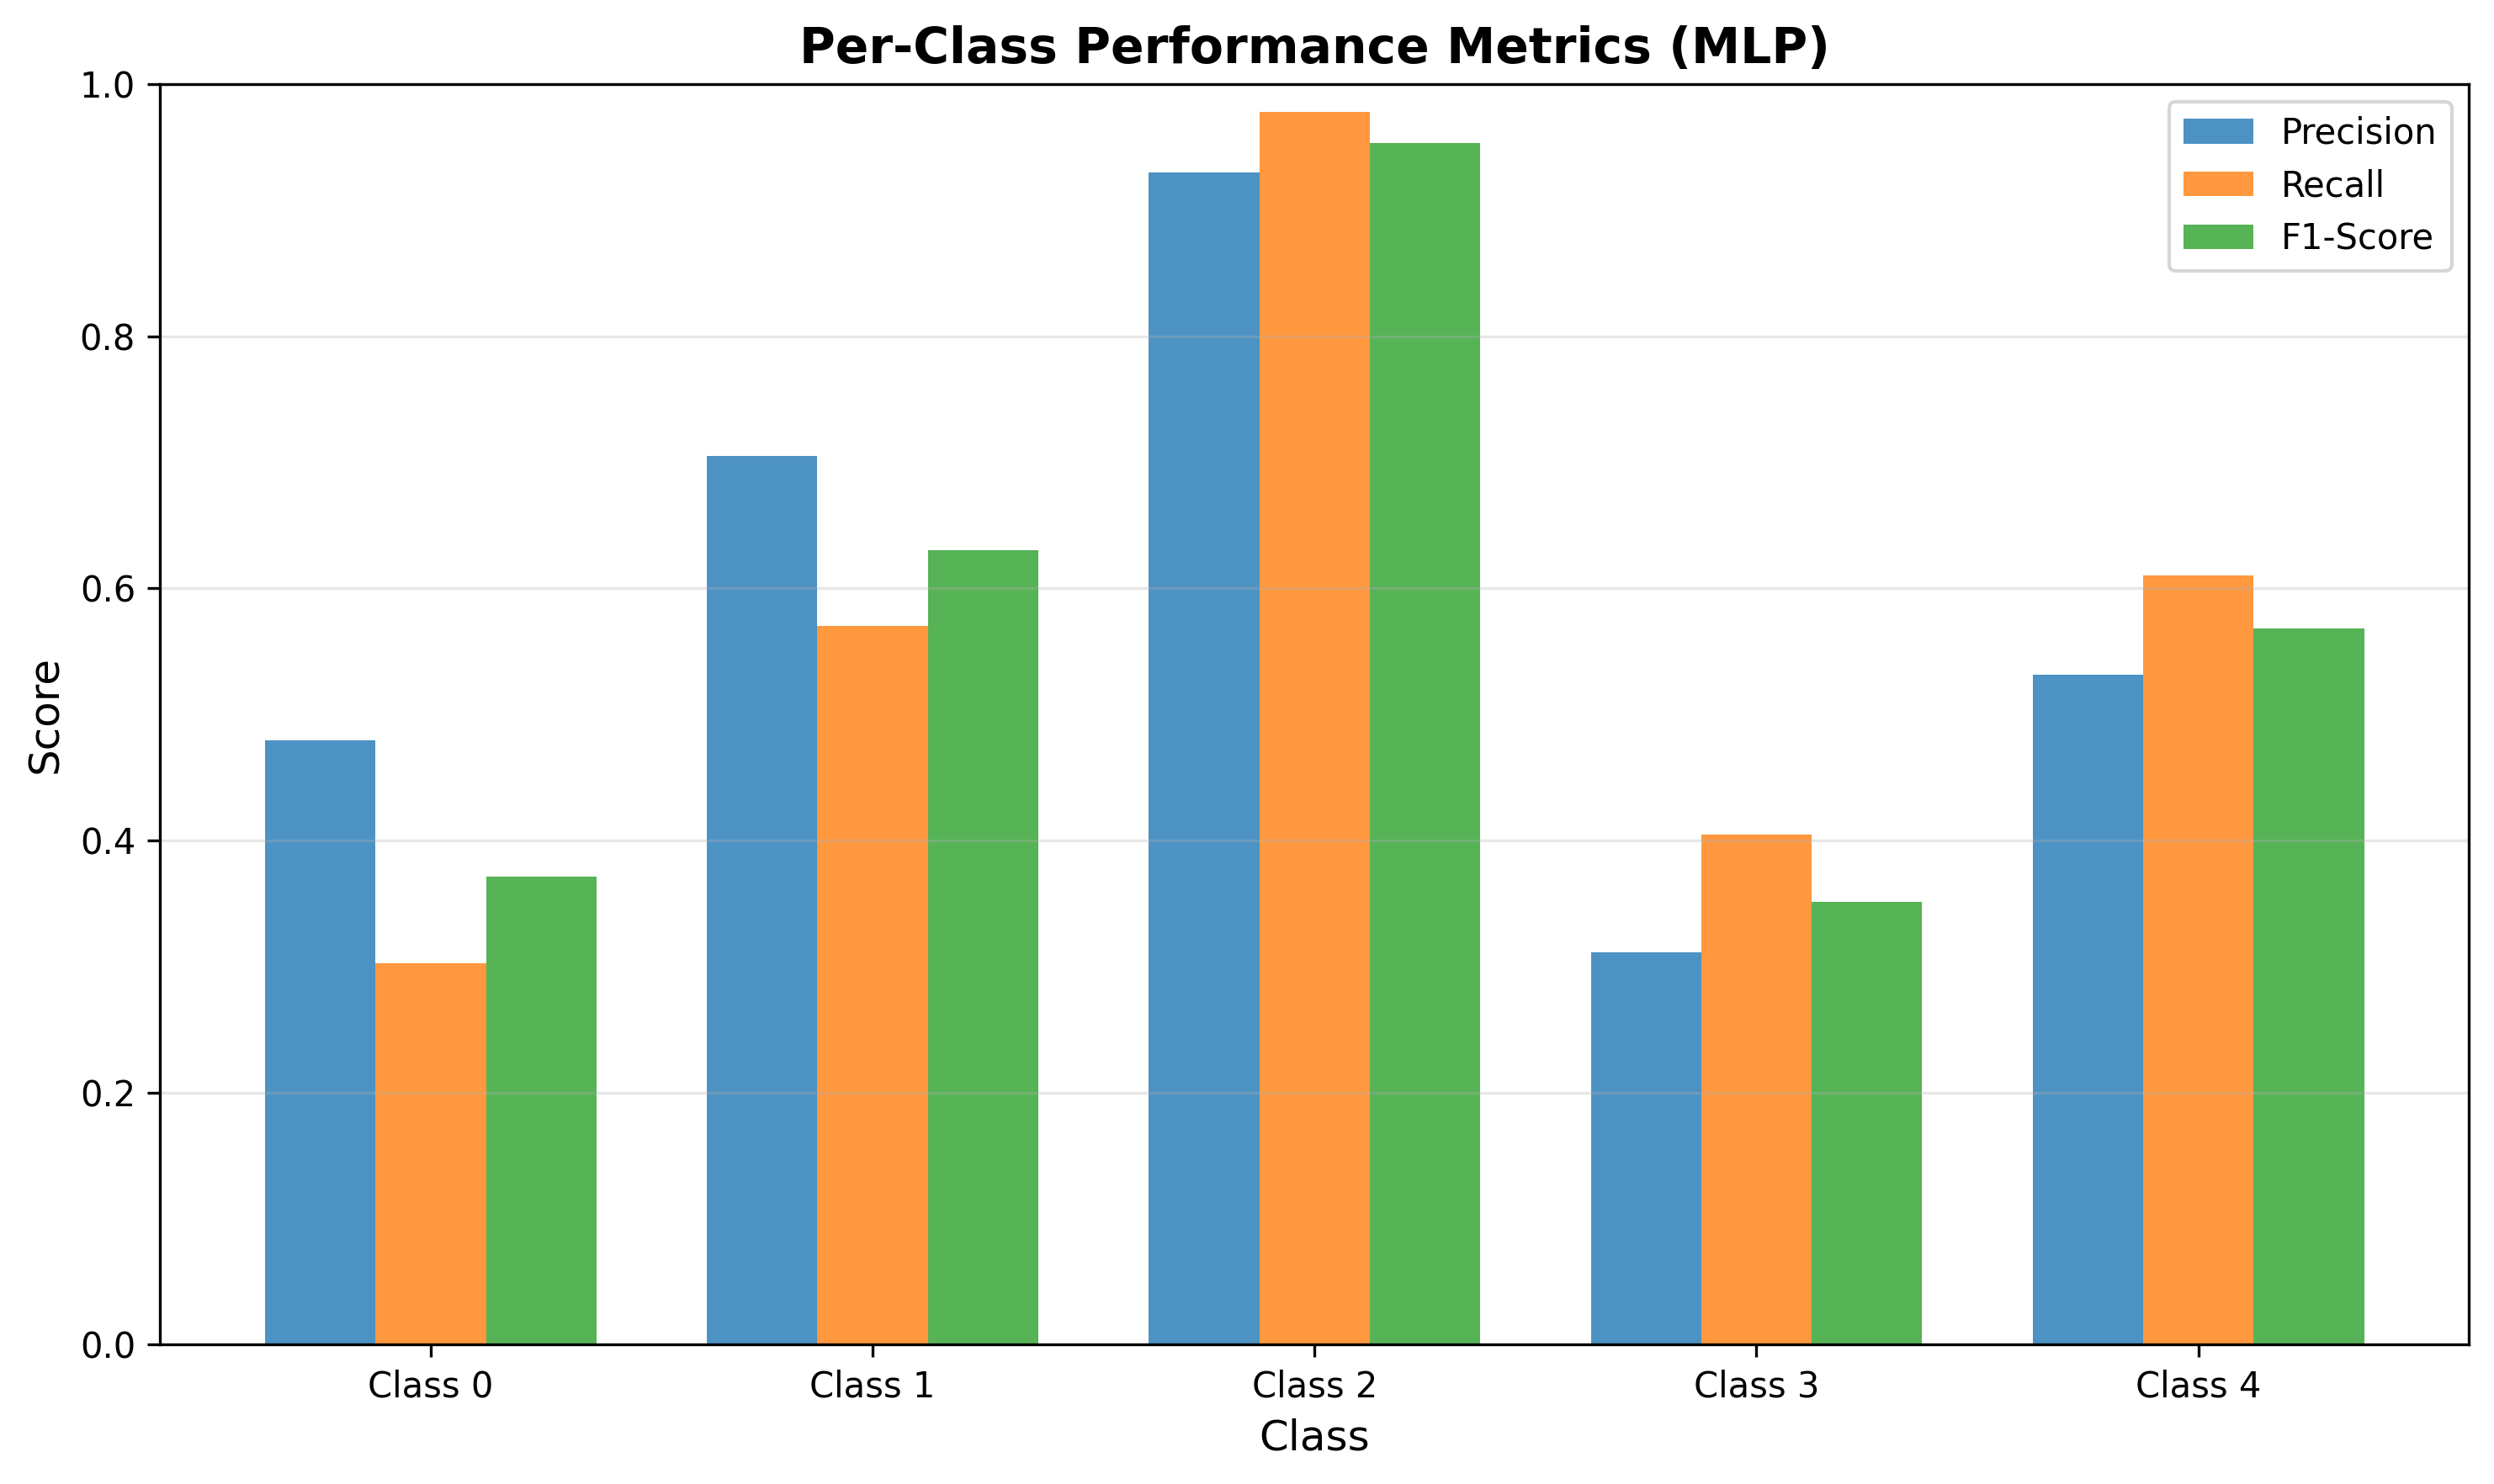 Per-Class Performance Metrics (MLP)
1.0
0.8
0.6
0.4
0.2
0.0
Score
Precision
Recall
F1-Score
Class 0
Class 1
Class 2
Class 3
Class 4
Class